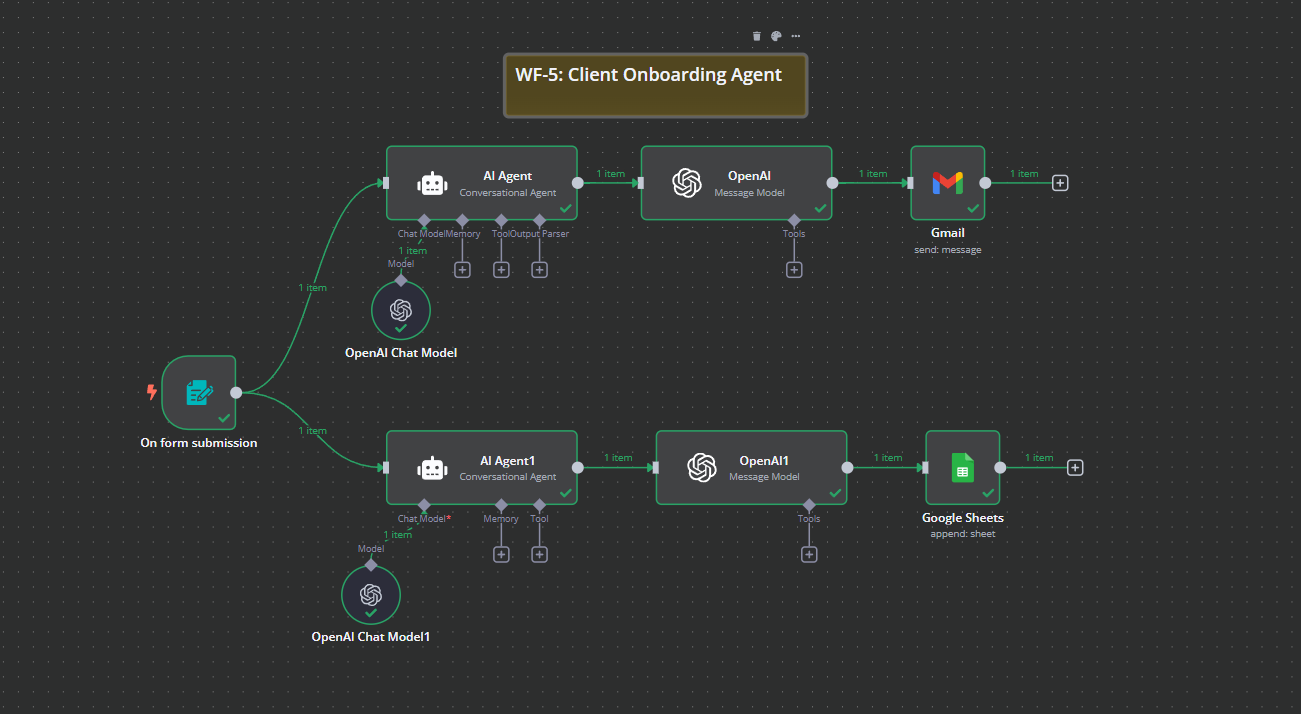 WF-5: Client Onboarding Agent
AI Agent
Conversational Agent
1 item
OpenAI
Message Model
1 item
1 item
Gmail
send: message
Chat Model
Memory
Tool
Output Parser
Tools
1 item
Model
1 item
OpenAI Chat Model
On form submission
1 item
AI Agent1
Conversational Agent
1 item
OpenAI1
Message Model
1 item
1 item
Google Sheets
append: sheet
Chat Model*
Memory
Tool
Tools
1 item
Model
OpenAI Chat Model1